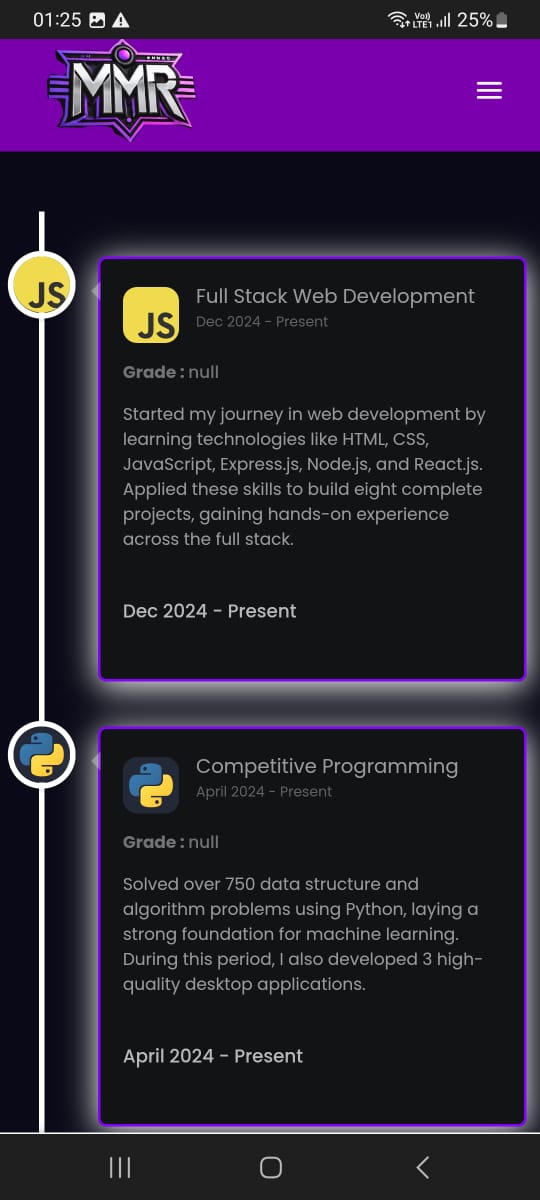 01:25
Vo))
LTE1
25%
MMR
JS
JS
Full Stack Web Development
Dec 2024 - Present
Grade : null
Started my journey in web development by
learning technologies like HTML, CSS,
JavaScript, Express.js, Node.js, and React.js.
Applied these skills to build eight complete
projects, gaining hands-on experience
across the full stack.
Dec 2024 - Present
Competitive Programming
April 2024 - Present
Grade : null
Solved over 750 data structure and
algorithm problems using Python, laying a
strong foundation for machine learning.
During this period, I also developed 3 high-
quality desktop applications.
April 2024 - Present